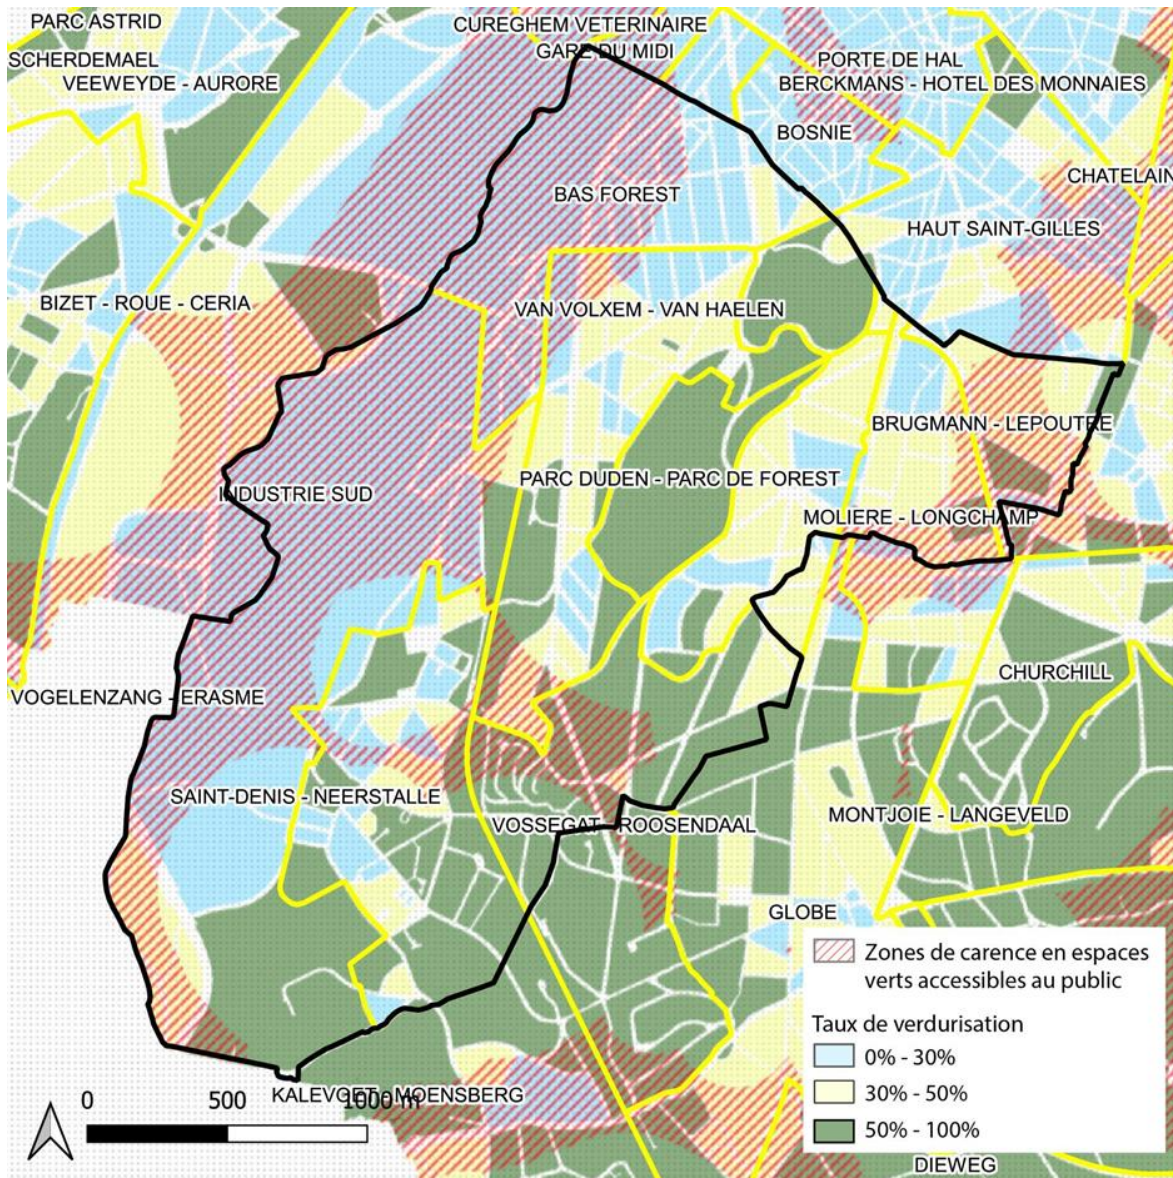 PARC ASTRID
CUREGHEM VETERINAIRE
GARE DU MIDI
SCHERDEMAEL
PORTE DE HAL
VEEWEYDE - AURORE
BERCKMANS - HOTEL DES MONNAIES
BOSNIE
CHATELAIN
BAS FOREST
HAUT SAINT-GILLES
BIZET - ROUE - CERIA
VAN VOLXEM - VAN HAELEN
BRUGMANN - LEPOUTRE
PARC DUDEN - PARC DE FOREST
INDUSTRIE SUD
MOLIERE - LONGCHAMP
CHURCHILL
VOGELENZANG - ERASME
SAINT-DENIS - NEERSTALLE
MONTJOIE - LANGEVELD
VOSSEGAT - ROOSENDAAL
GLOBE
Zones de carence en espaces
verts accessibles au public
Taux de verdurisation
0% - 30%
30% - 50%
50% - 100%
KALEVOET - MOENSBERG
0 500 1000 m
DIEWEG